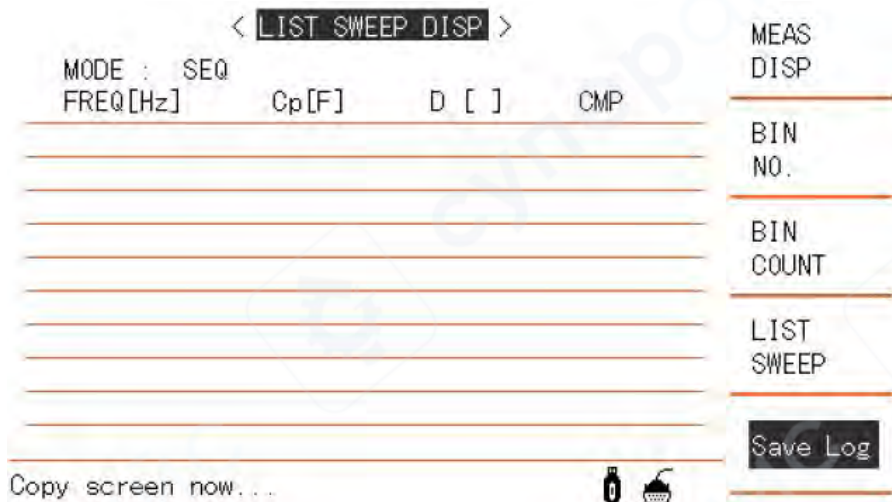 < LIST SWEEP DISP >
MODE : SEQ
FREQ[Hz] Cp[F] D [ ] CMP
Copy screen now...
MEAS
DISP
BIN
NO.
BIN
COUNT
LIST
SWEEP
Save Log